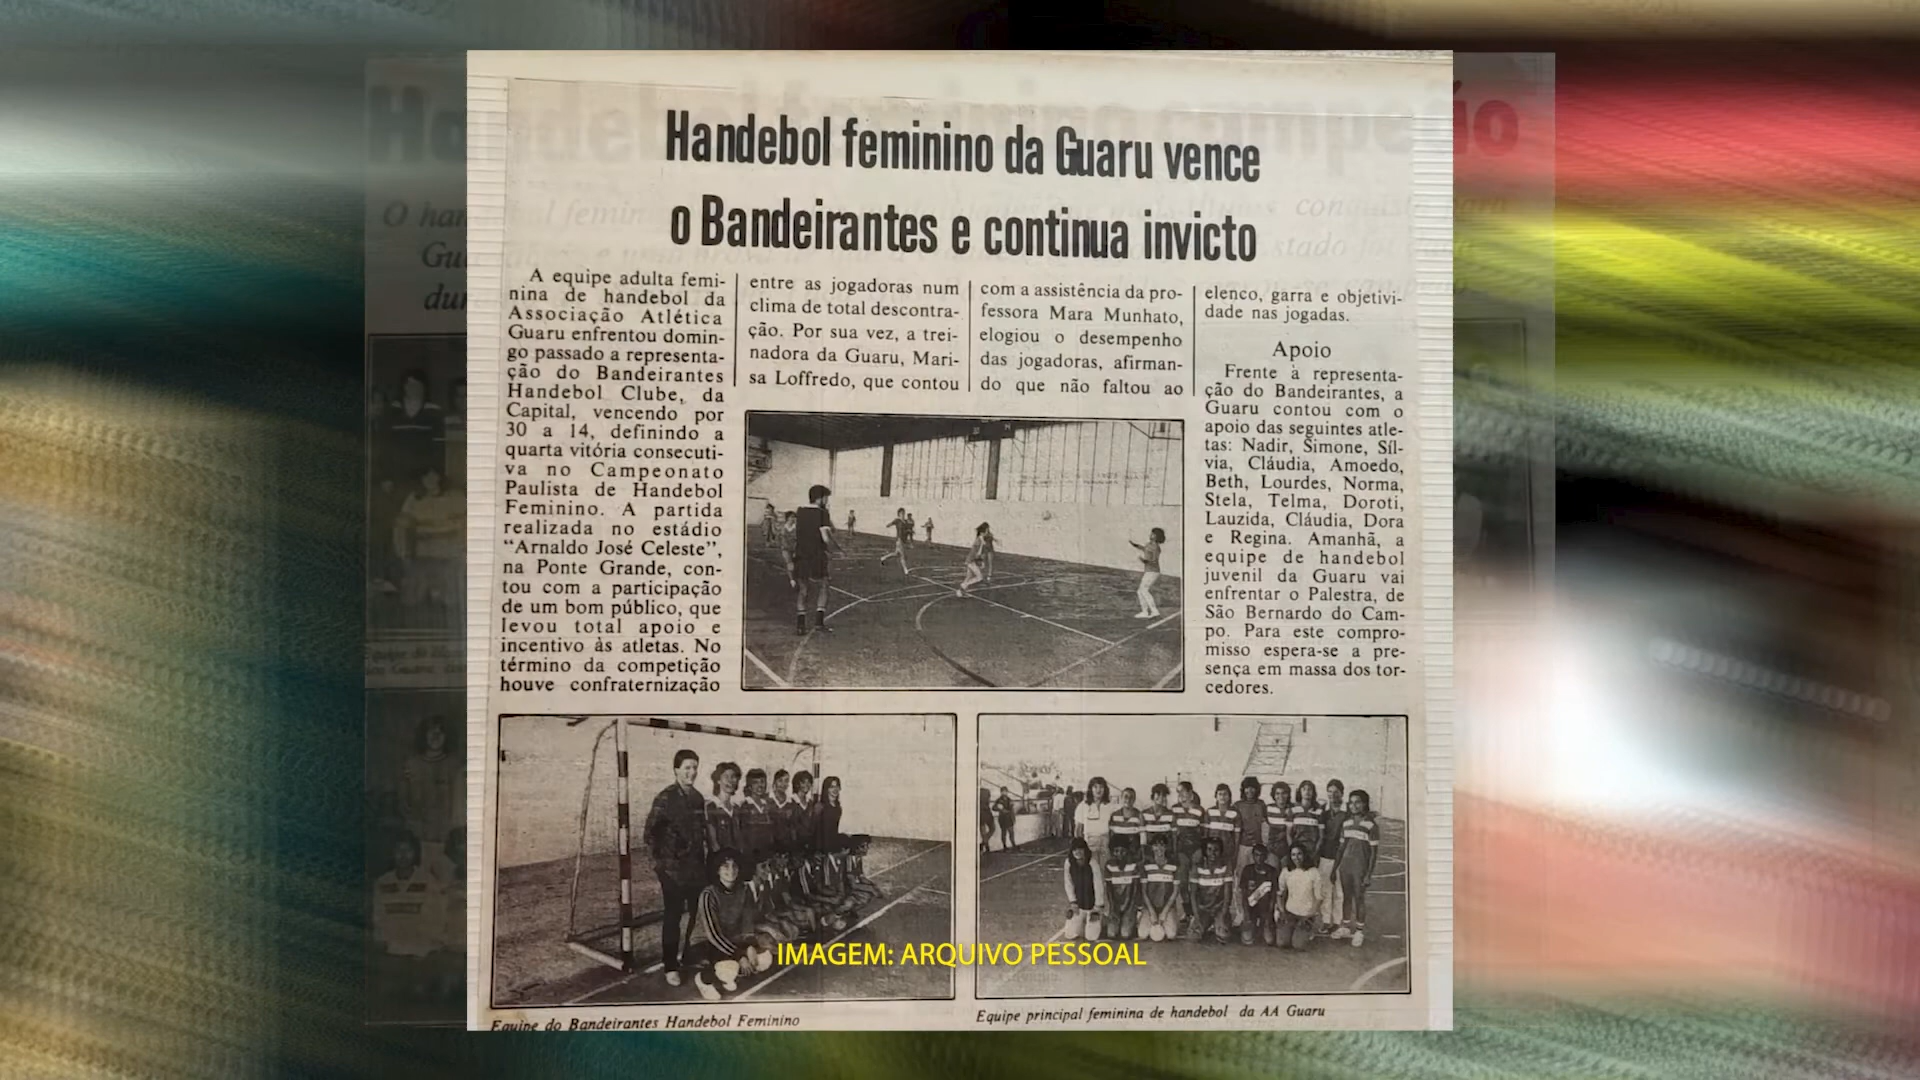 Handebol feminino da Guaru vence
o Bandeirantes e continua invicto
A equipe adulta femi-
nina de handebol da
Associação Atlética
Guaru enfrentou domin-
go passado a representa-
ção do Bandeirantes
Handebol Clube, da
Capital, vencendo por
30 a 14, definindo a
quarta vitória consecuti-
va no Campeonato
Paulista de Handebol
Feminino. A partida
realizada no estádio
“Arnaldo José Celeste”,
na Ponte Grande, con-
tou com a participação
de um bom público, que
levou total apoio e
incentivo às atletas. No
término da competição
houve confraternização
entre as jogadoras num
clima de total descontra-
ção. Por sua vez, a trei-
nadora da Guaru, Mari-
sa Loffredo, que contou
com a assistência da pro-
fessora Mara Munhato,
elogiou o desempenho
das jogadoras, afirman-
do que não faltou ao
elenco, garra e objetivi-
dade nas jogadas.
Apoio
Frente à representa-
ção do Bandeirantes, a
Guaru contou com o
apoio das seguintes atle-
tas: Nadir, Simone, Síl-
via, Cláudia, Amoedo,
Beth, Lourdes, Norma,
Stela, Telma, Doroti,
Lauzida, Cláudia, Dora
e Regina. Amanhã, a
equipe de handebol
juvenil da Guaru vai
enfrentar o Palestra, de
São Bernardo do Cam-
po. Para este compro-
misso espera-se a pre-
sença em massa dos tor-
cedores.
IMAGEM: ARQUIVO PESSOAL
Equipe do Bandeirantes Handebol Feminino
Equipe principal feminina de handebol da AA Guaru